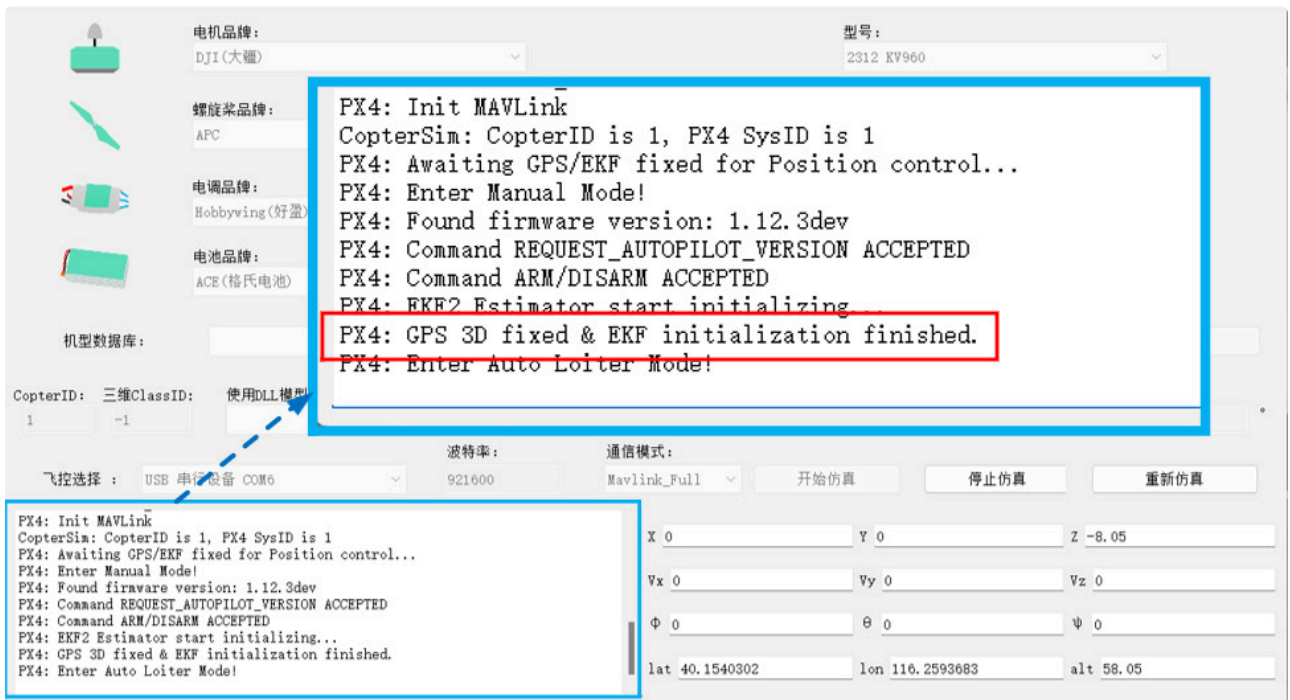 电机品牌:
型号:
DJI(大疆)
2312 KV960
螺旋桨品牌:
APC
电调品牌:
Hobbywing(好盈)
电池品牌:
ACE(格氏电池)
机型数据库:
PX4: Init MAVLink
CopterSim: CopterID is 1, PX4 SysID is 1
PX4: Awaiting GPS/EKF fixed for Position control...
PX4: Enter Manual Mode!
PX4: Found firmware version: 1.12.3dev
PX4: Command REQUEST_AUTOPILOT_VERSION ACCEPTED
PX4: Command ARM/DISARM ACCEPTED
PX4: EKF2 Estimator start initializing...
PX4: GPS 3D fixed & EKF initialization finished.
PX4: Enter Auto Loiter Mode!
CopterID: 三维ClassID: 使用DLL模型
1 -1 °
波特率: 通信模式:
飞控选择 : USB 串行设备 COM6 921600 Mavlink_Full 开始仿真 停止仿真 重新仿真
PX4: Init MAVLink
CopterSim: CopterID is 1, PX4 SysID is 1
PX4: Awaiting GPS/EKF fixed for Position control...
PX4: Enter Manual Mode!
PX4: Found firmware version: 1.12.3dev
PX4: Command REQUEST_AUTOPILOT_VERSION ACCEPTED
PX4: Command ARM/DISARM ACCEPTED
PX4: EKF2 Estimator start initializing...
PX4: GPS 3D fixed & EKF initialization finished.
PX4: Enter Auto Loiter Mode!
X 0 Y 0 Z -8.05
Vx 0 Vy 0 Vz 0
Φ 0 θ 0 ψ 0
lat 40.1540302 lon 116.2593683 alt 58.05